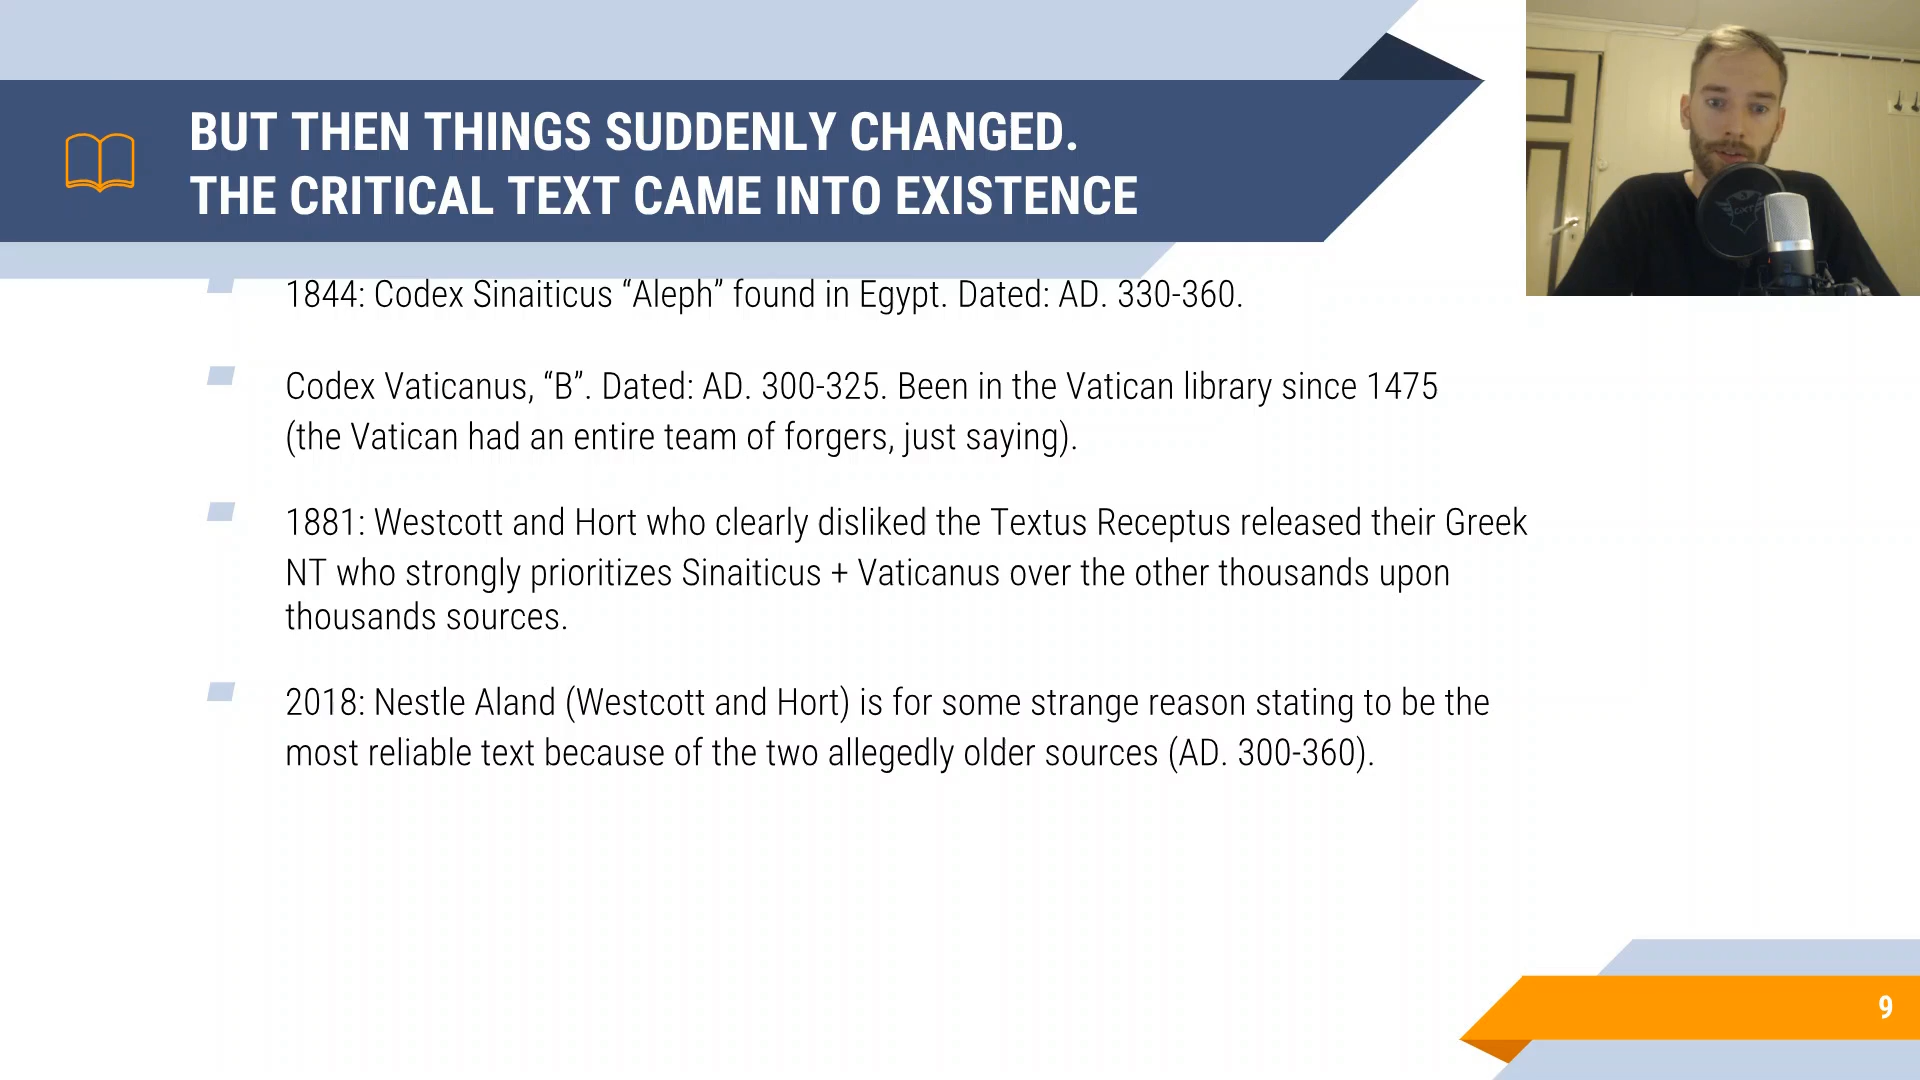 BUT THEN THINGS SUDDENLY CHANGED.
THE CRITICAL TEXT CAME INTO EXISTENCE
1844: Codex Sinaiticus “Aleph” found in Egypt. Dated: AD. 330-360.
Codex Vaticanus, “B”. Dated: AD. 300-325. Been in the Vatican library since 1475
(the Vatican had an entire team of forgers, just saying).
1881: Westcott and Hort who clearly disliked the Textus Receptus released their Greek
NT who strongly prioritizes Sinaiticus + Vaticanus over the other thousands upon
thousands sources.
2018: Nestle Aland (Westcott and Hort) is for some strange reason stating to be the
most reliable text because of the two allegedly older sources (AD. 300-360).
9